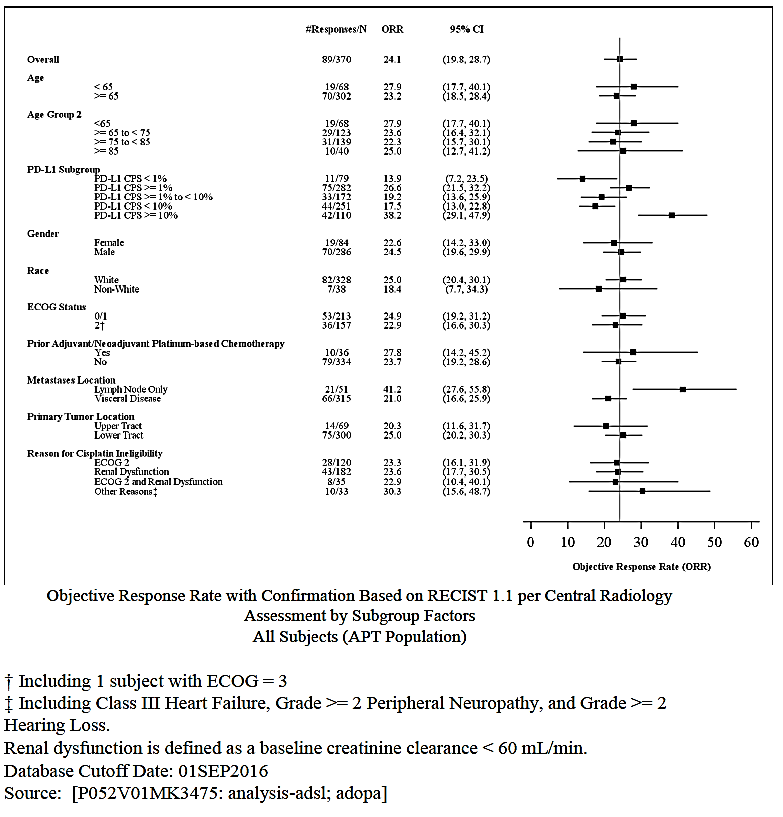 #Responses/N ORR 95% CI
Overall 89/370 24.1 (19.8, 28.7)
Age
< 65 19/68 27.9 (17.7, 40.1)
>= 65 70/302 23.2 (18.5, 28.4)
Age Group 2
<65 19/68 27.9 (17.7, 40.1)
>= 65 to < 75 29/123 23.6 (16.4, 32.1)
>= 75 to < 85 31/139 22.3 (15.7, 30.1)
>= 85 10/40 25.0 (12.7, 41.2)
PD-L1 Subgroup
PD-L1 CPS < 1% 11/79 13.9 (7.2, 23.5)
PD-L1 CPS >= 1% 75/282 26.6 (21.5, 32.2)
PD-L1 CPS >= 1% to < 10% 33/172 19.2 (13.6, 25.9)
PD-L1 CPS < 10% 44/251 17.5 (13.0, 22.8)
PD-L1 CPS >= 10% 42/110 38.2 (29.1, 47.9)
Gender
Female 19/84 22.6 (14.2, 33.0)
Male 70/286 24.5 (19.6, 29.9)
Race
White 82/328 25.0 (20.4, 30.1)
Non-White 7/38 18.4 (7.7, 34.3)
ECOG Status
0/1 53/213 24.9 (19.2, 31.2)
2† 36/157 22.9 (16.6, 30.3)
Prior Adjuvant/Neoadjuvant Platinum-based Chemotherapy
Yes 10/36 27.8 (14.2, 45.2)
No 79/334 23.7 (19.2, 28.6)
Metastases Location
Lymph Node Only 21/51 41.2 (27.6, 55.8)
Visceral Disease 66/315 21.0 (16.6, 25.9)
Primary Tumor Location
Upper Tract 14/69 20.3 (11.6, 31.7)
Lower Tract 75/300 25.0 (20.2, 30.3)
Reason for Cisplatin Ineligibility
ECOG 2 28/120 23.3 (16.1, 31.9)
Renal Dysfunction 43/182 23.6 (17.7, 30.5)
ECOG 2 and Renal Dysfunction 8/35 22.9 (10.4, 40.1)
Other Reasons‡ 10/33 30.3 (15.6, 48.7)
0 10 20 30 40 50 60
Objective Response Rate (ORR)
Objective Response Rate with Confirmation Based on RECIST 1.1 per Central Radiology
Assessment by Subgroup Factors
All Subjects (APT Population)
† Including 1 subject with ECOG = 3
‡ Including Class III Heart Failure, Grade >= 2 Peripheral Neuropathy, and Grade >= 2
Hearing Loss.
Renal dysfunction is defined as a baseline creatinine clearance < 60 mL/min.
Database Cutoff Date: 01SEP2016
Source: [P052V01MK3475: analysis-adsl; adopa]